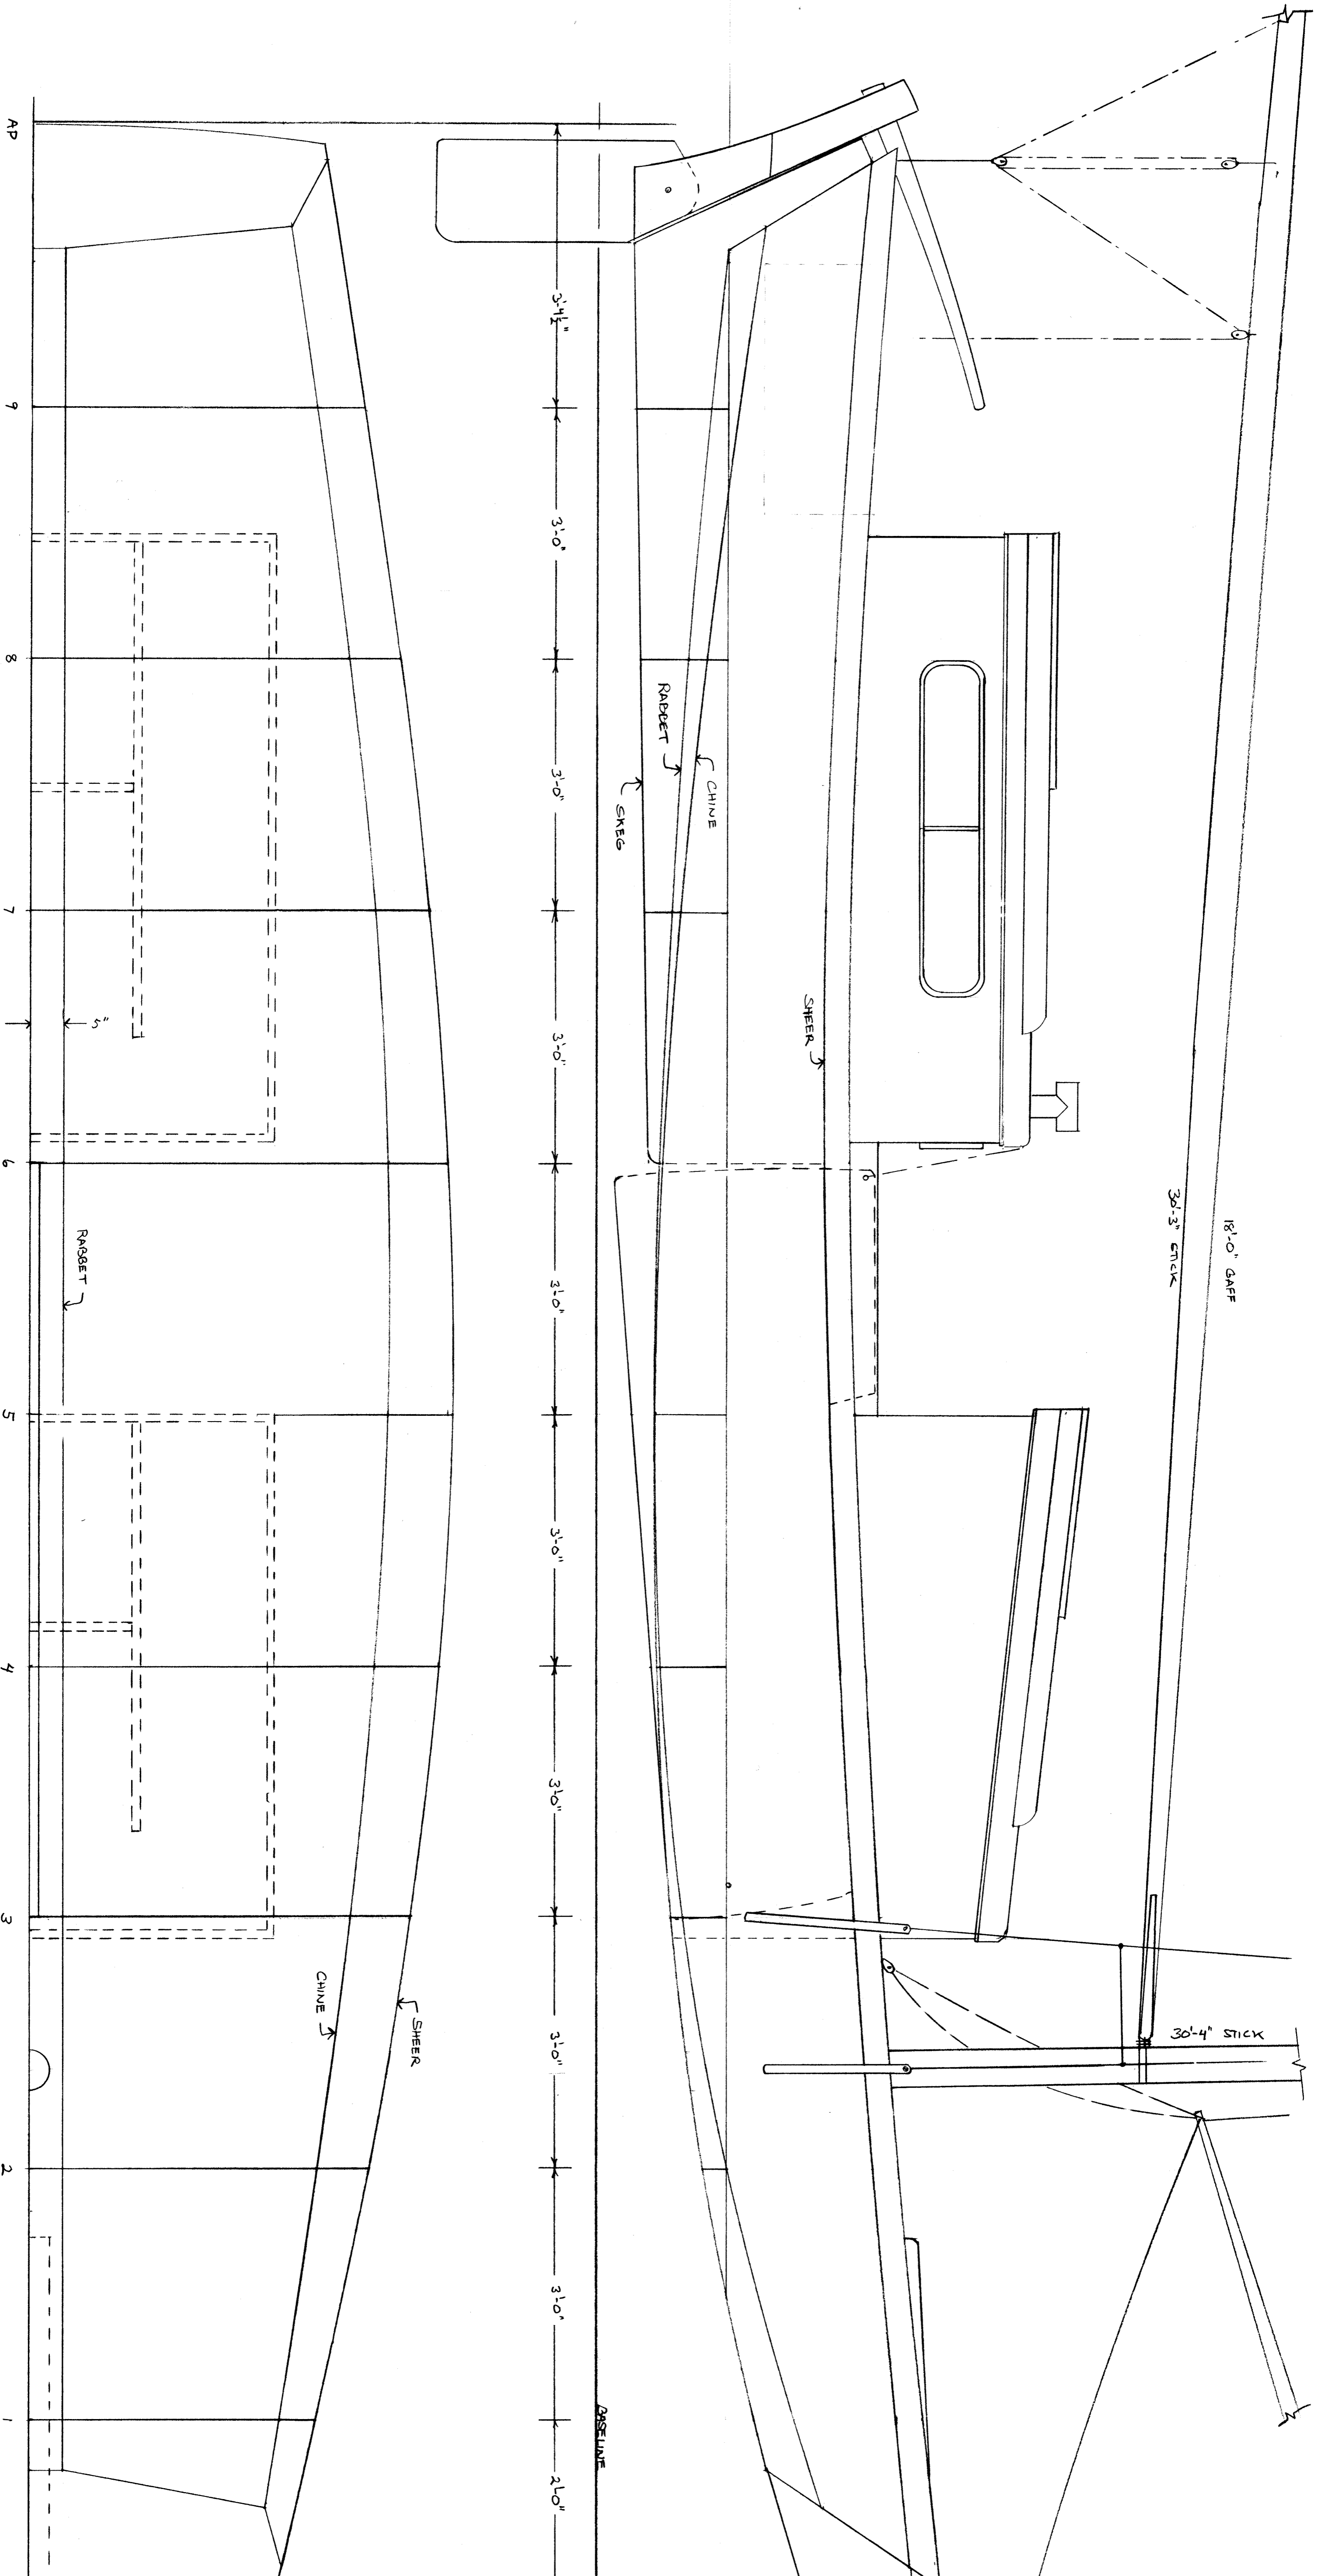 18'-0" GAFF
30'-3" STICK
30'-4" STICK
SHEER
CHINE
RABBET
SKEG
BASELINE
3'-4½"
3'-0"
3'-0"
3'-0"
3'-0"
3'-0"
3'-0"
3'-0"
3'-0"
2'-0"
SHEER
CHINE
RABBET
5"
AP
9
8
7
6
5
4
3
2
1